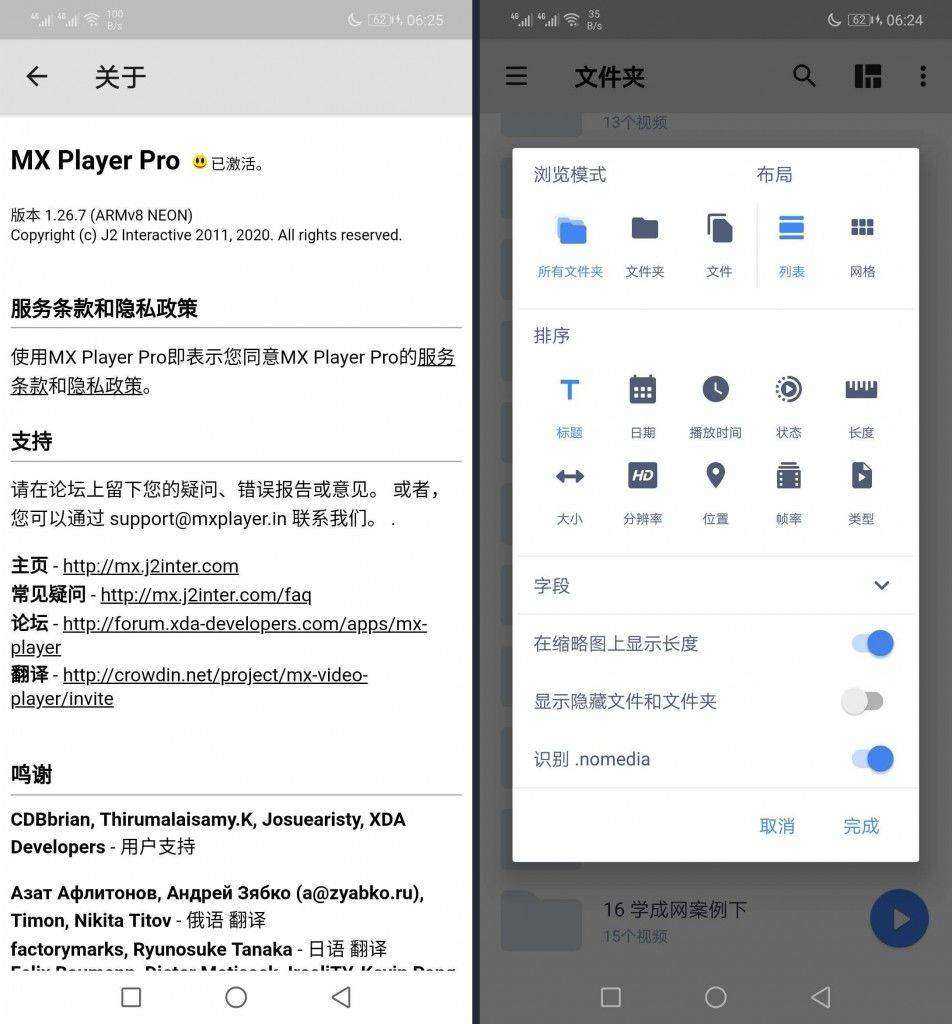 4G 4G 100 B/s 62 06:25
关于
MX Player Pro 已激活。
版本 1.26.7 (ARMv8 NEON)
Copyright (c) J2 Interactive 2011, 2020. All rights reserved.
服务条款和隐私政策
使用MX Player Pro即表示您同意MX Player Pro的服务
条款和隐私政策。
支持
请在论坛上留下您的疑问、错误报告或意见。 或者，
您可以通过 support@mxplayer.in 联系我们。 .
主页 - http://mx.j2inter.com
常见疑问 - http://mx.j2inter.com/faq
论坛 - http://forum.xda-developers.com/apps/mx-
player
翻译 - http://crowdin.net/project/mx-video-
player/invite
鸣谢
CDBbrian, Thirumalaisamy.K, Josuearisty, XDA
Developers - 用户支持
Азат Афлитонов, Андрей Зябко (a@zyabko.ru),
Timon, Nikita Titov - 俄语 翻译
factorymarks, Ryunosuke Tanaka - 日语 翻译
4G 4G 35 B/s 62 06:24
文件夹
13个视频
浏览模式 布局
所有文件夹 文件夹 文件 列表 网格
排序
标题 日期 播放时间 状态 长度
HD
大小 分辨率 位置 帧率 类型
字段
在缩略图上显示长度
显示隐藏文件和文件夹
识别 .nomedia
取消 完成
16 学成网案例下
15个视频